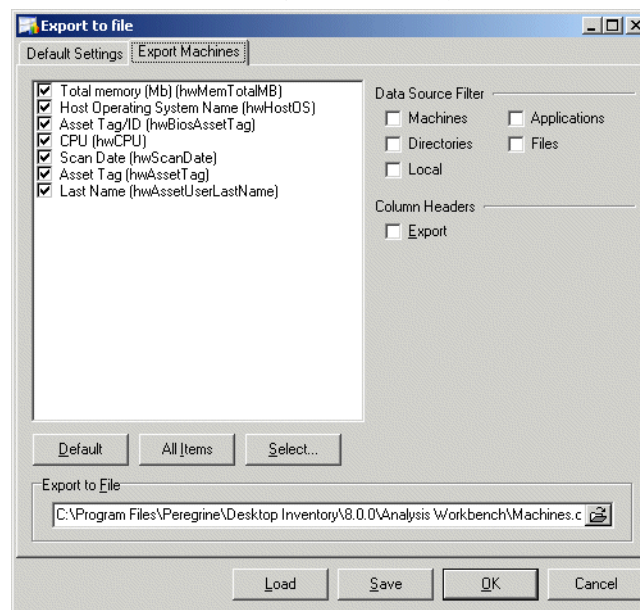 Export to file
Default Settings
Export Machines
Total memory (Mb) (hwMemTotalMB)
Host Operating System Name (hwHostOS)
Asset Tag/ID (hwBiosAssetTag)
CPU (hwCPU)
Scan Date (hwScanDate)
Asset Tag (hwAssetTag)
Last Name (hwAssetUserLastName)
Data Source Filter
Machines
Applications
Directories
Files
Local
Column Headers
Export
Default
All Items
Select...
Export to File
C:\Program Files\Peregrine\Desktop Inventory\8.0.0\Analysis Workbench\Machines.c
Load
Save
OK
Cancel